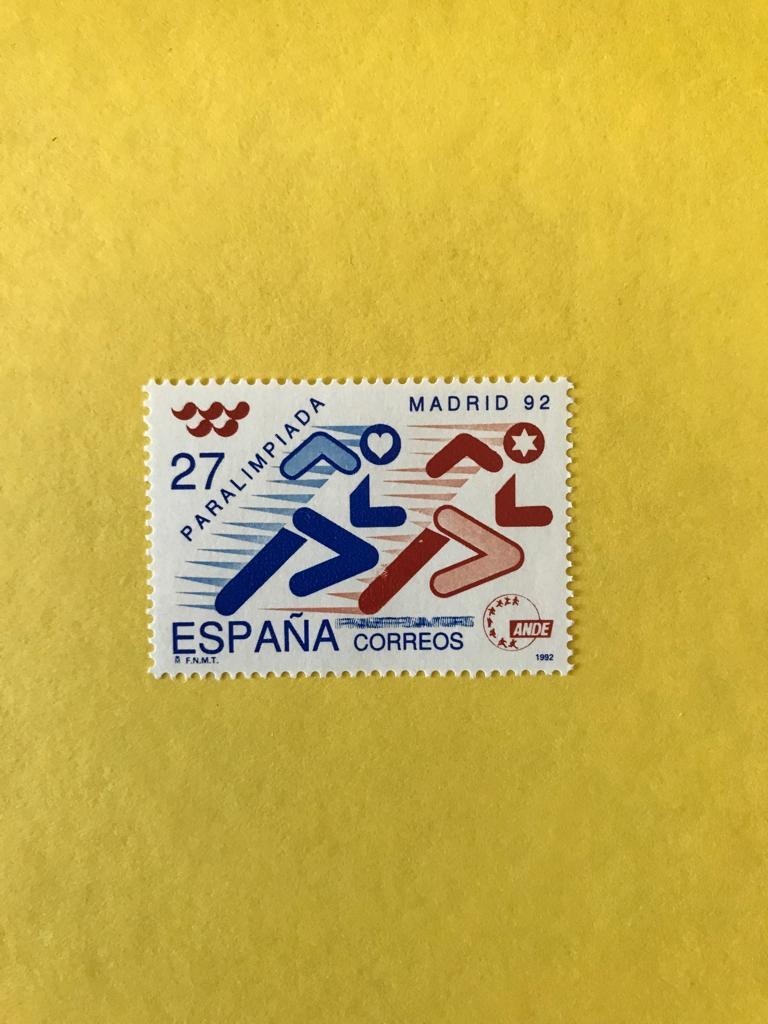 MADRID 92
PARALIMPIADA
27
ESPAÑA CORREOS
ANDE
F.N.M.T.
1992